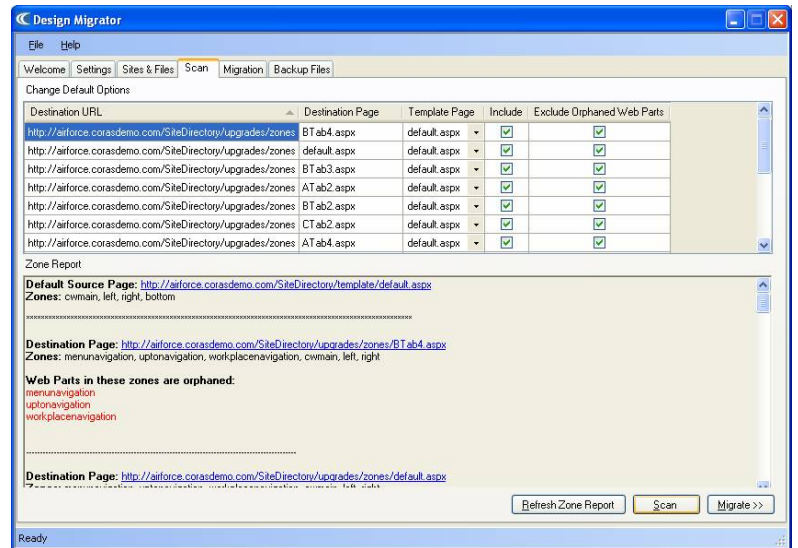 Design Migrator
File Help
Welcome Settings Sites & Files Scan Migration Backup Files
Change Default Options
Destination URL Destination Page Template Page Include Exclude Orphaned Web Parts
http://airforce.corasdemo.com/SiteDirectory/upgrades/zones BTab4.aspx default.aspx
http://airforce.corasdemo.com/SiteDirectory/upgrades/zones default.aspx default.aspx
http://airforce.corasdemo.com/SiteDirectory/upgrades/zones BTab3.aspx default.aspx
http://airforce.corasdemo.com/SiteDirectory/upgrades/zones ATab2.aspx default.aspx
http://airforce.corasdemo.com/SiteDirectory/upgrades/zones BTab2.aspx default.aspx
http://airforce.corasdemo.com/SiteDirectory/upgrades/zones CTab2.aspx default.aspx
http://airforce.corasdemo.com/SiteDirectory/upgrades/zones ATab4.aspx default.aspx
Zone Report
Default Source Page: http://airforce.corasdemo.com/SiteDirectory/template/default.aspx
Zones: cwmain, left, right, bottom
Destination Page: http://airforce.corasdemo.com/SiteDirectory/upgrades/zones/BTab4.aspx
Zones: menunavigation, uptonavigation, workplacenavigation, cwmain, left, right
Web Parts in these zones are orphaned:
menunavigation
uptonavigation
workplacenavigation
Destination Page: http://airforce.corasdemo.com/SiteDirectory/upgrades/zones/default.aspx
Zones: menunavigation, uptonavigation, workplacenavigation, cwmain, left, right
Refresh Zone Report Scan Migrate >>
Ready